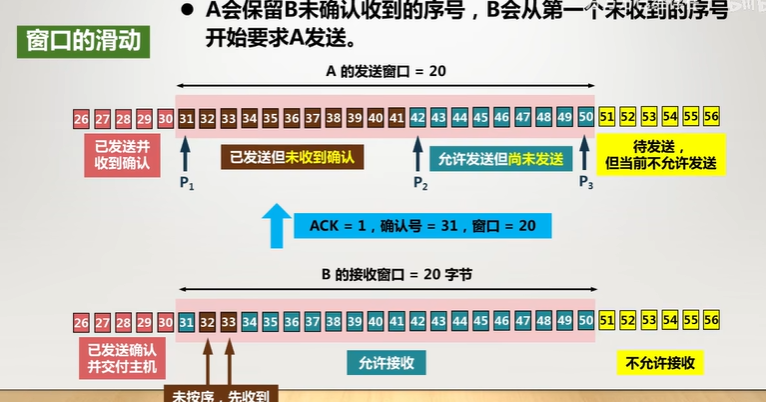 ● A会保留B未确认收到的序号，B会从第一个未收到的序号
开始要求A发送。
窗口的滑动
A 的发送窗口 = 20
26 27 28 29 30 31 32 33 34 35 36 37 38 39 40 41 42 43 44 45 46 47 48 49 50 51 52 53 54 55 56
已发送并
收到确认
已发送但未收到确认
允许发送但尚未发送
待发送，
但当前不允许发送
P1
P2
P3
ACK = 1，确认号 = 31，窗口 = 20
B 的接收窗口 = 20 字节
26 27 28 29 30 31 32 33 34 35 36 37 38 39 40 41 42 43 44 45 46 47 48 49 50 51 52 53 54 55 56
已发送确认
并交付主机
允许接收
不允许接收
未按序，先收到